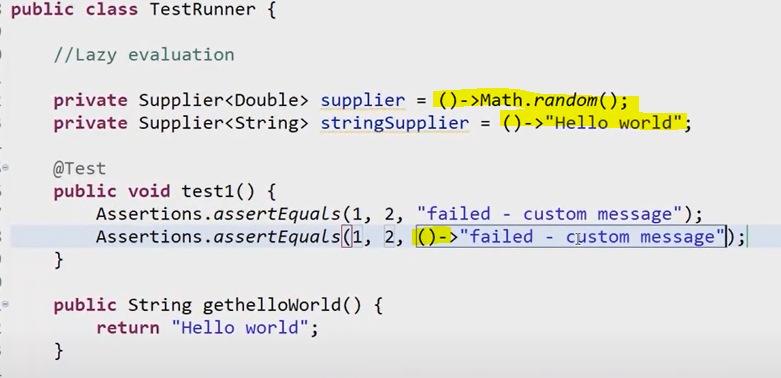 public class TestRunner {
//Lazy evaluation
private Supplier<Double> supplier = ()->Math.random();
private Supplier<String> stringSupplier = ()->"Hello world";
@Test
public void test1() {
Assertions.assertEquals(1, 2, "failed - custom message");
Assertions.assertEquals(1, 2, ()->"failed - custom message");
}
public String gethelloWorld() {
return "Hello world";
}